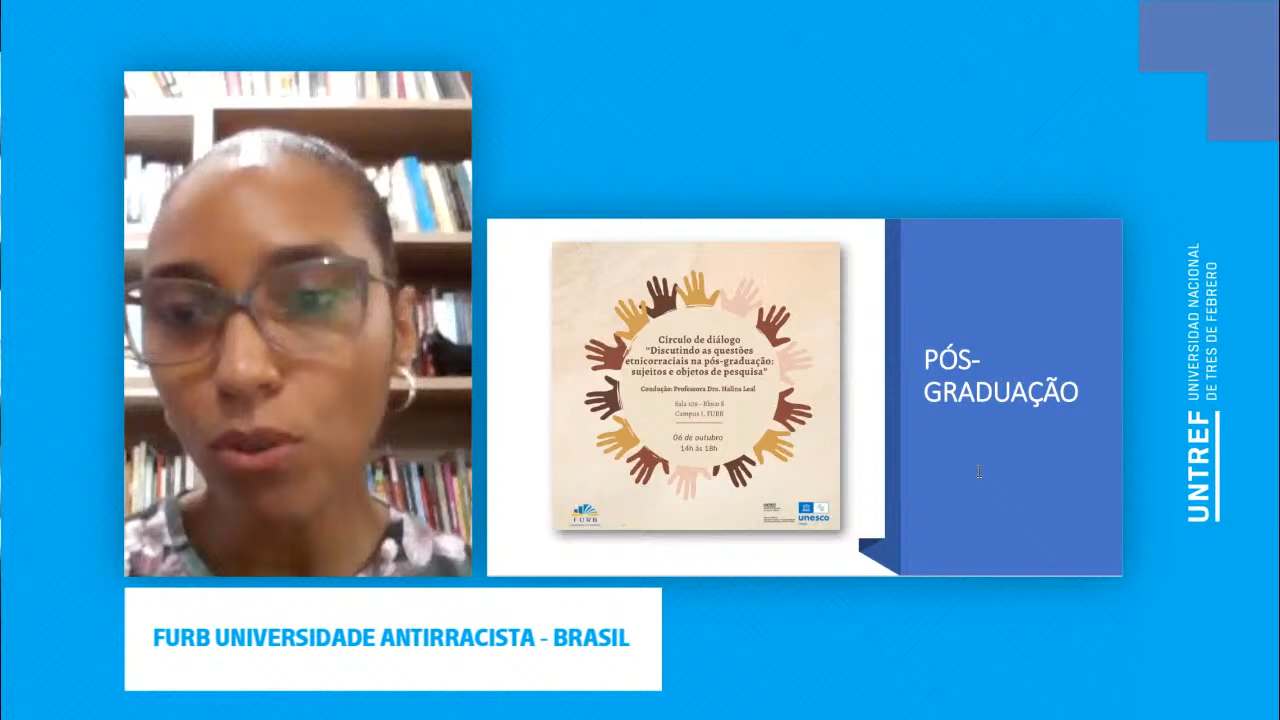 Círculo de diálogo
"Discutindo as questões
etnicorraciais na pós-graduação:
sujeitos e objetos de pesquisa"
Condução: Professora Dra. Halina Leal
Sala 109 - Bloco S
Campus I, FURB
06 de outubro
14h às 18h
FURB
unesco
PÓS-
GRADUAÇÃO
FURB UNIVERSIDADE ANTIRRACISTA - BRASIL
UNTREF
UNIVERSIDAD NACIONAL
DE TRES DE FEBRERO